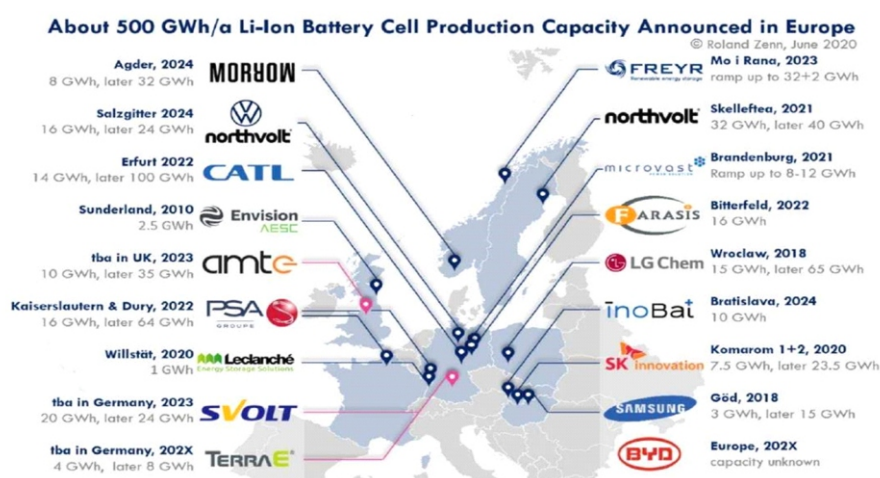 About 500 GWh/a Li-Ion Battery Cell Production Capacity Announced in Europe
© Roland Zenn, June 2020
Agder, 2024
8 GWh, later 32 GWh
MORROW
Salzgitter 2024
16 GWh, later 24 GWh
northvolt
Erfurt 2022
14 GWh, later 100 GWh
CATL
Sunderland, 2010
2.5 GWh
Envision
AESC
tba in UK, 2023
10 GWh, later 35 GWh
amte
Kaiserslautern & Dury, 2022
16 GWh, later 64 GWh
PSA
GROUPE
Willstät, 2020
1 GWh
Leclanché
Energy Storage Solutions
tba in Germany, 2023
20 GWh, later 24 GWh
SVOLT
tba in Germany, 202X
4 GWh, later 8 GWh
TERRAE
FREYR
Renewable energy storage
Mo i Rana, 2023
ramp up to 32+2 GWh
northvolt
Skelleftea, 2021
32 GWh, later 40 GWh
microvast
Brandenburg, 2021
Ramp up to 8-12 GWh
FARASIS
Bitterfeld, 2022
16 GWh
LG Chem
Wroclaw, 2018
15 GWh, later 65 GWh
inoBat
Bratislava, 2024
10 GWh
SK innovation
Komarom 1+2, 2020
7.5 GWh, later 23.5 GWh
SAMSUNG
Göd, 2018
3 GWh, later 15 GWh
BYD
Europe, 202X
capacity unknown